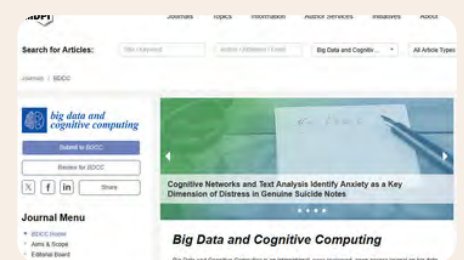 MDPI
Journals Topics Information Author Services Initiatives About
Search for Articles:
Title / Keyword
Author / Affiliation / Email
Big Data and Cognitiv...
All Article Types
Journals / BDCC
big data and
cognitive computing
Submit to BDCC
Review for BDCC
Share
Cognitive Networks and Text Analysis Identify Anxiety as a Key
Dimension of Distress in Genuine Suicide Notes
Journal Menu
BDCC Home
Aims & Scope
Editorial Board
Big Data and Cognitive Computing